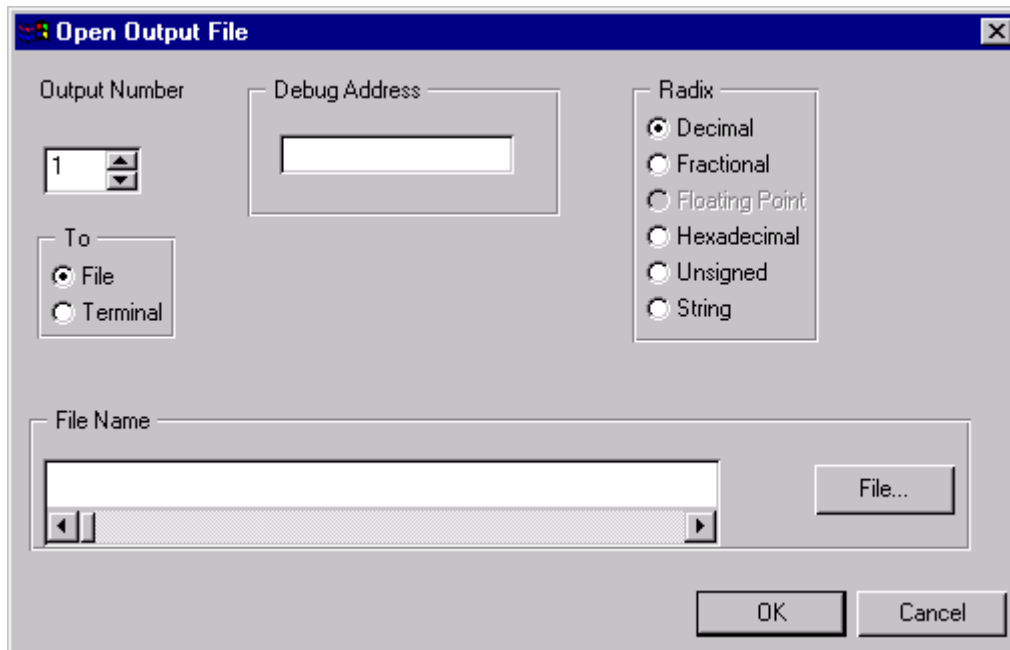 Open Output File
Output Number
1
To
File
Terminal
Debug Address
Radix
Decimal
Fractional
Floating Point
Hexadecimal
Unsigned
String
File Name
File...
OK
Cancel